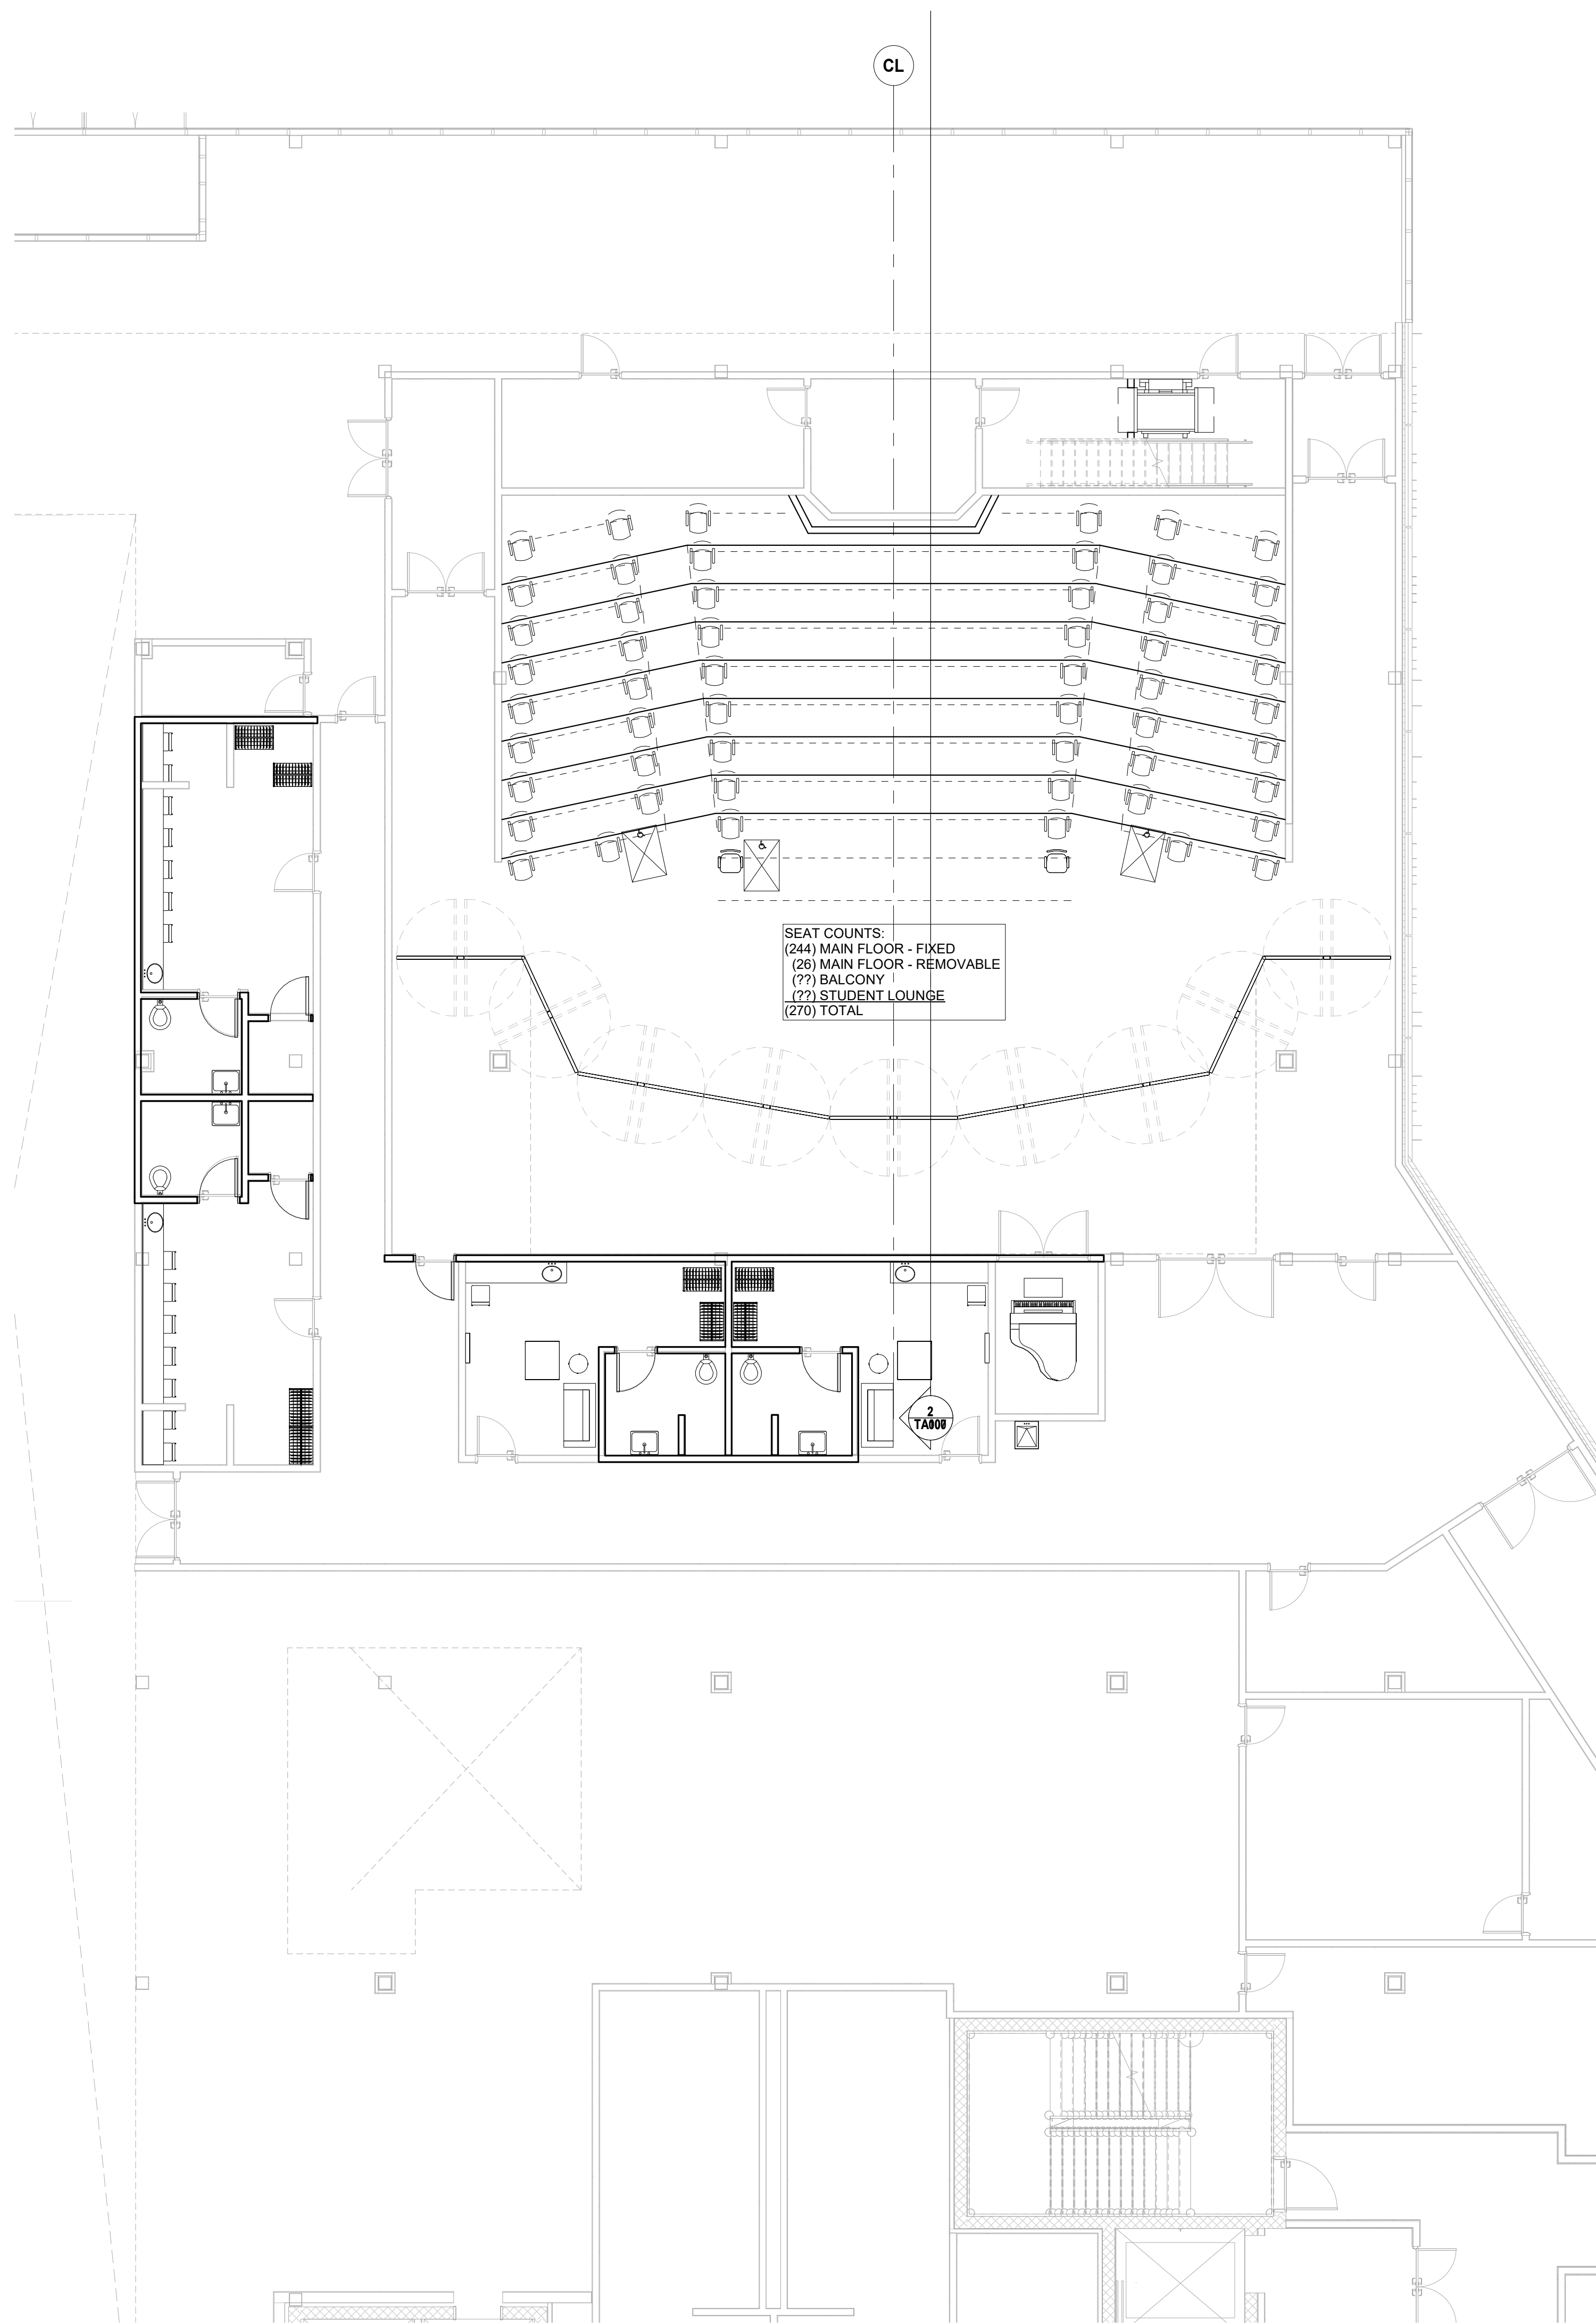 CL
SEAT COUNTS:
(244) MAIN FLOOR - FIXED
(26) MAIN FLOOR - REMOVABLE
(??) BALCONY
(??) STUDENT LOUNGE
(270) TOTAL
2